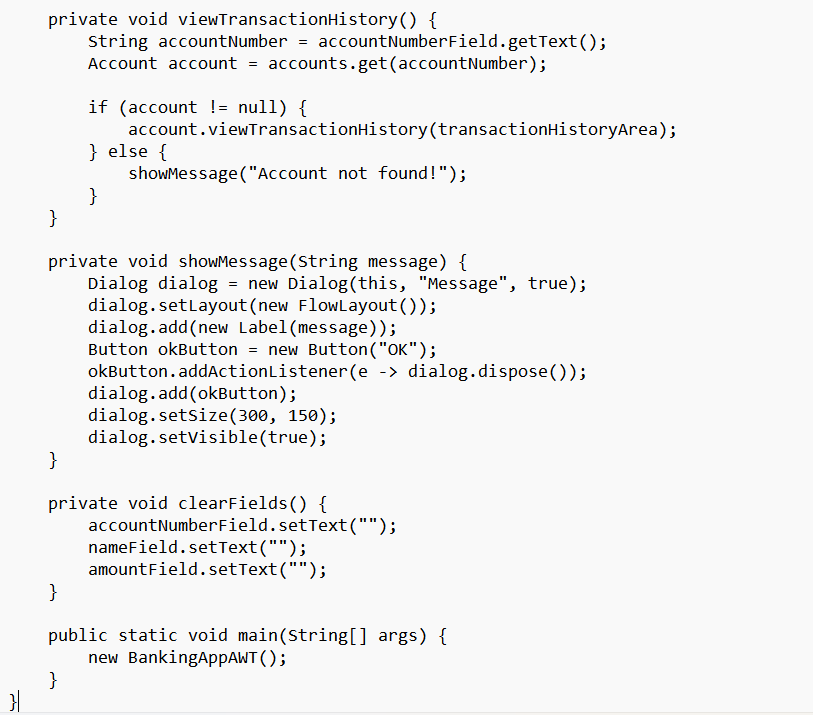 private void viewTransactionHistory() {
        String accountNumber = accountNumberField.getText();
        Account account = accounts.get(accountNumber);

        if (account != null) {
            account.viewTransactionHistory(transactionHistoryArea);
        } else {
            showMessage("Account not found!");
        }
    }

    private void showMessage(String message) {
        Dialog dialog = new Dialog(this, "Message", true);
        dialog.setLayout(new FlowLayout());
        dialog.add(new Label(message));
        Button okButton = new Button("OK");
        okButton.addActionListener(e -> dialog.dispose());
        dialog.add(okButton);
        dialog.setSize(300, 150);
        dialog.setVisible(true);
    }

    private void clearFields() {
        accountNumberField.setText("");
        nameField.setText("");
        amountField.setText("");
    }

    public static void main(String[] args) {
        new BankingAppAWT();
    }
}